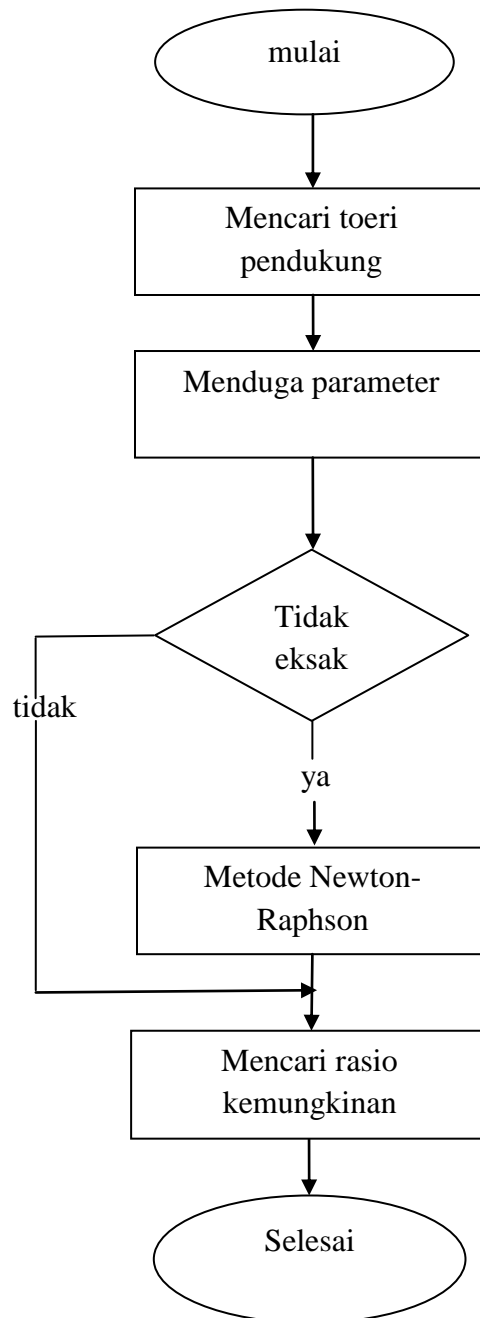 mulai
Mencari toeri
pendukung
Menduga parameter
Tidak
eksak
tidak
ya
Metode Newton-
Raphson
Mencari rasio
kemungkinan
Selesai